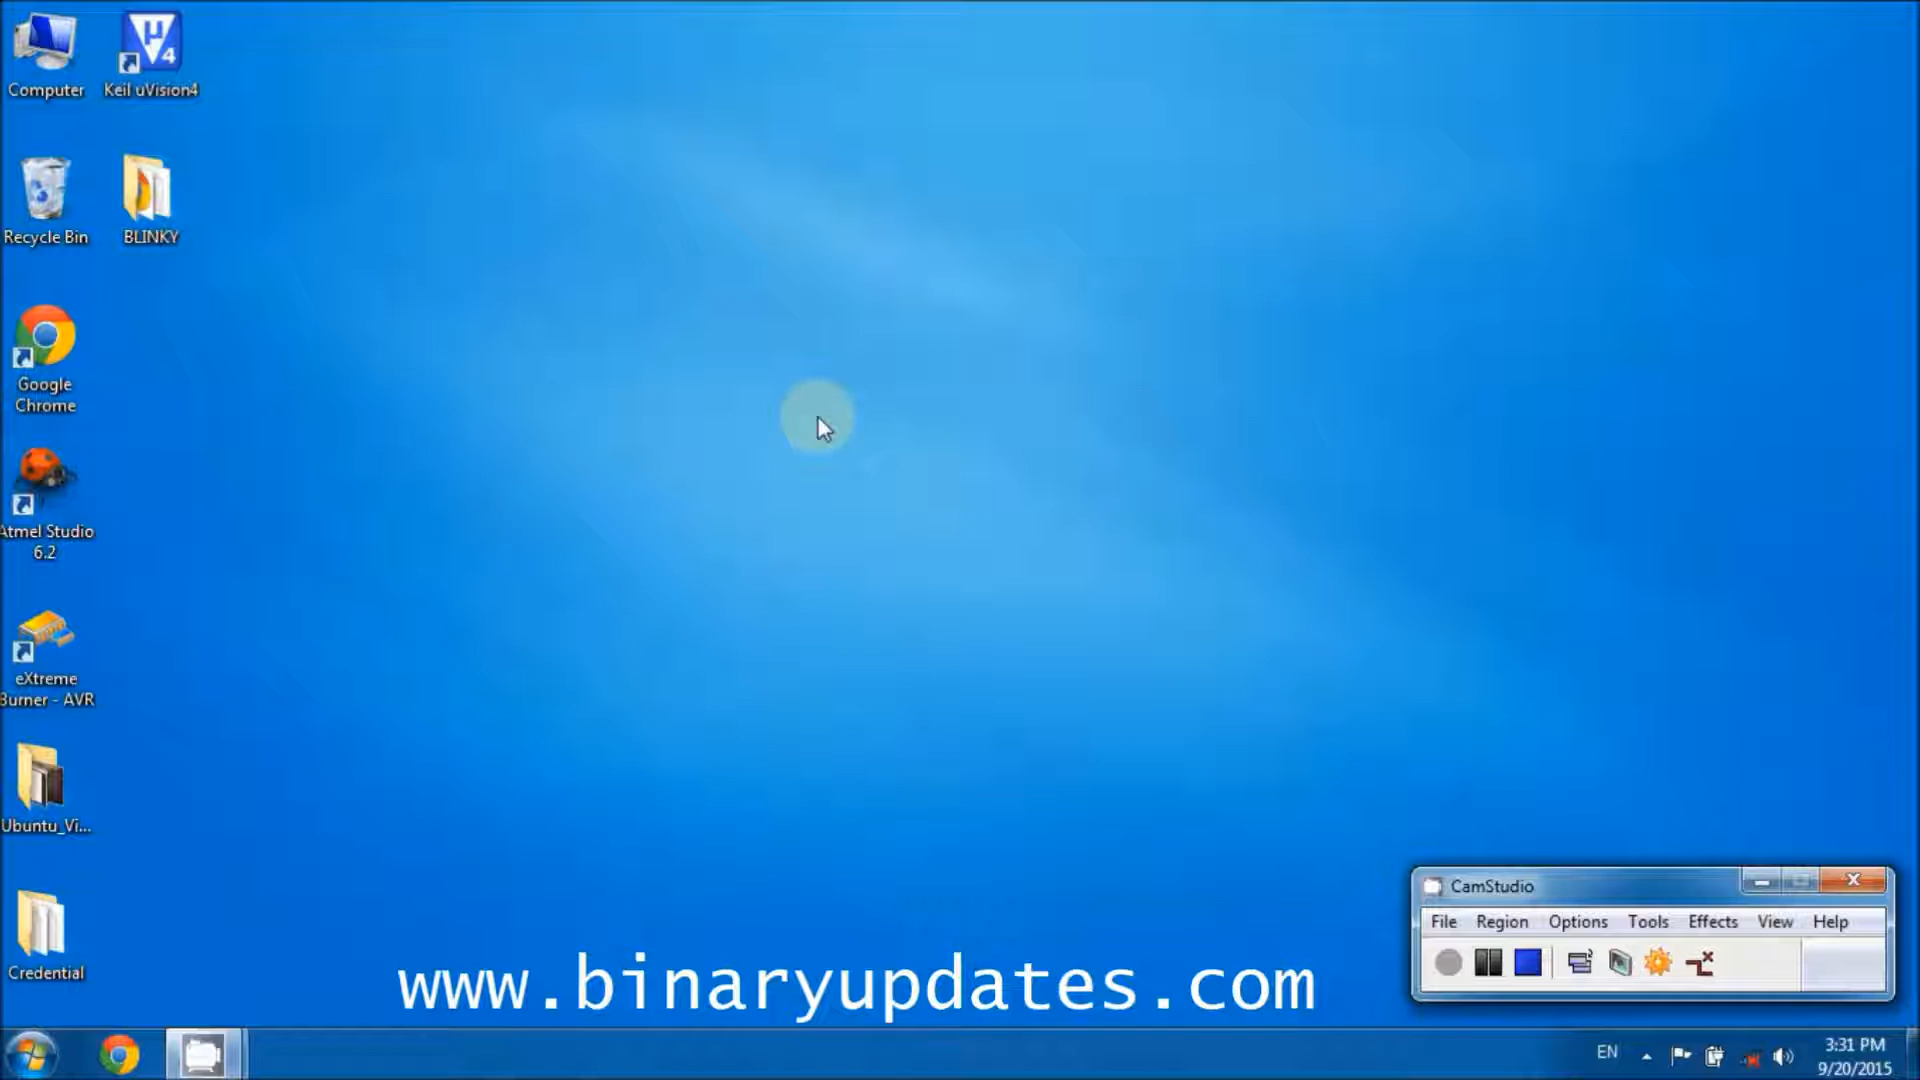 Computer
Keil uVision4
Recycle Bin
BLINKY
Google
Chrome
Atmel Studio
6.2
eXtreme
Burner - AVR
Ubuntu_Vi...
Credential
CamStudio
File Region Options Tools Effects View Help
www.binaryupdates.com
EN
3:31 PM
9/20/2015